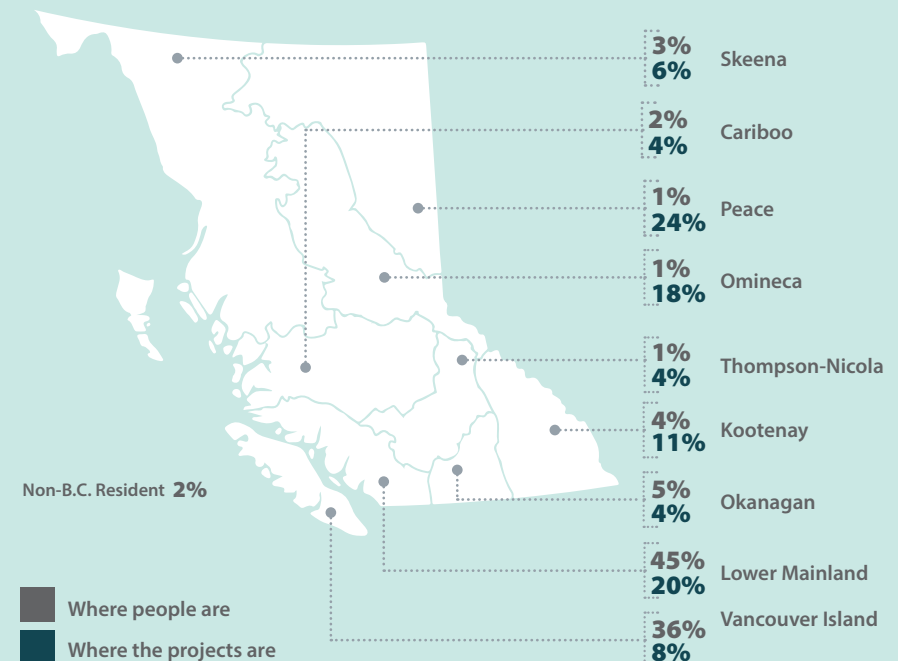 3%
6%
Skeena
2%
4%
Cariboo
1%
24%
Peace
1%
18%
Omineca
1%
4%
Thompson-Nicola
4%
11%
Kootenay
5%
4%
Okanagan
Non-B.C. Resident 2%
45%
20%
Lower Mainland
36%
8%
Vancouver Island
Where people are
Where the projects are